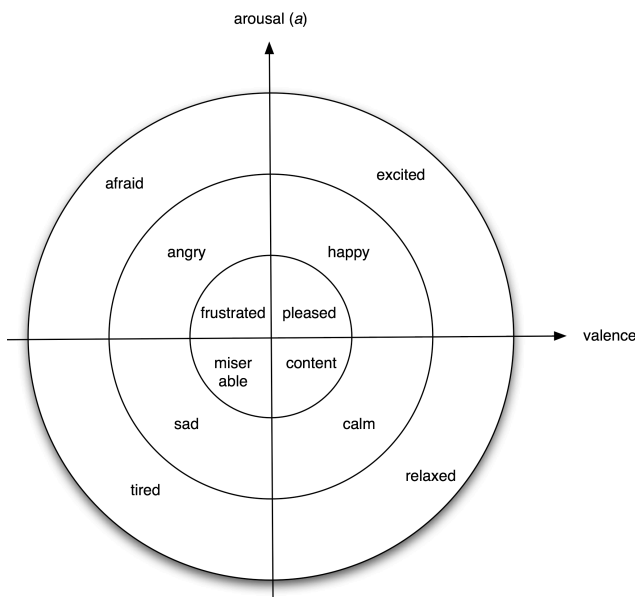 arousal (a)
afraid
excited
angry
happy
frustrated
pleased
valence
miser
able
content
sad
calm
tired
relaxed